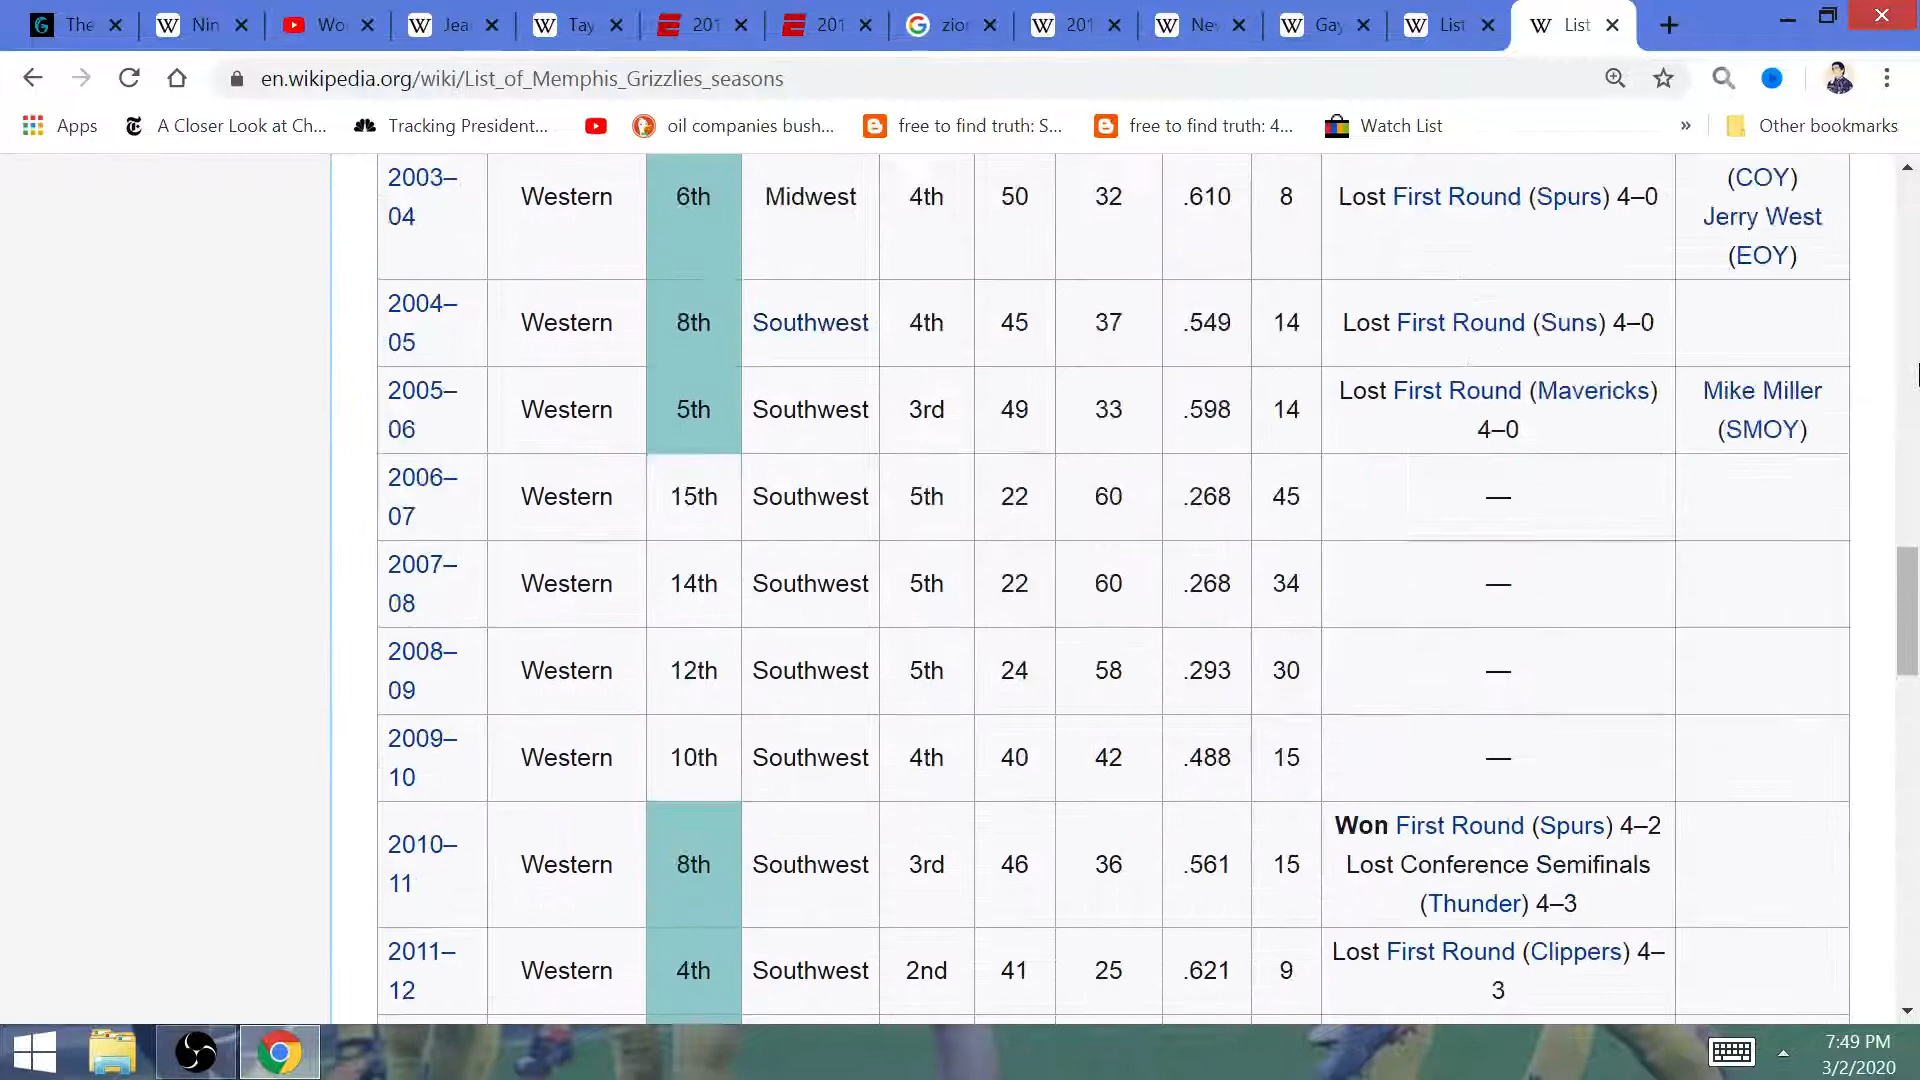 The
Nin
Wo
Jea
Tay
201
201
zior
201
Nev
Gay
List
List
en.wikipedia.org/wiki/List_of_Memphis_Grizzlies_seasons
Apps
A Closer Look at Ch...
Tracking President...
oil companies bush...
free to find truth: S...
free to find truth: 4...
Watch List
»
Other bookmarks
2003–04 Western 6th Midwest 4th 50 32 .610 8 Lost First Round (Spurs) 4–0 (COY) Jerry West (EOY)
2004–05 Western 8th Southwest 4th 45 37 .549 14 Lost First Round (Suns) 4–0
2005–06 Western 5th Southwest 3rd 49 33 .598 14 Lost First Round (Mavericks) 4–0 Mike Miller (SMOY)
2006–07 Western 15th Southwest 5th 22 60 .268 45 —
2007–08 Western 14th Southwest 5th 22 60 .268 34 —
2008–09 Western 12th Southwest 5th 24 58 .293 30 —
2009–10 Western 10th Southwest 4th 40 42 .488 15 —
2010–11 Western 8th Southwest 3rd 46 36 .561 15 Won First Round (Spurs) 4–2 Lost Conference Semifinals (Thunder) 4–3
2011–12 Western 4th Southwest 2nd 41 25 .621 9 Lost First Round (Clippers) 4–3
7:49 PM
3/2/2020